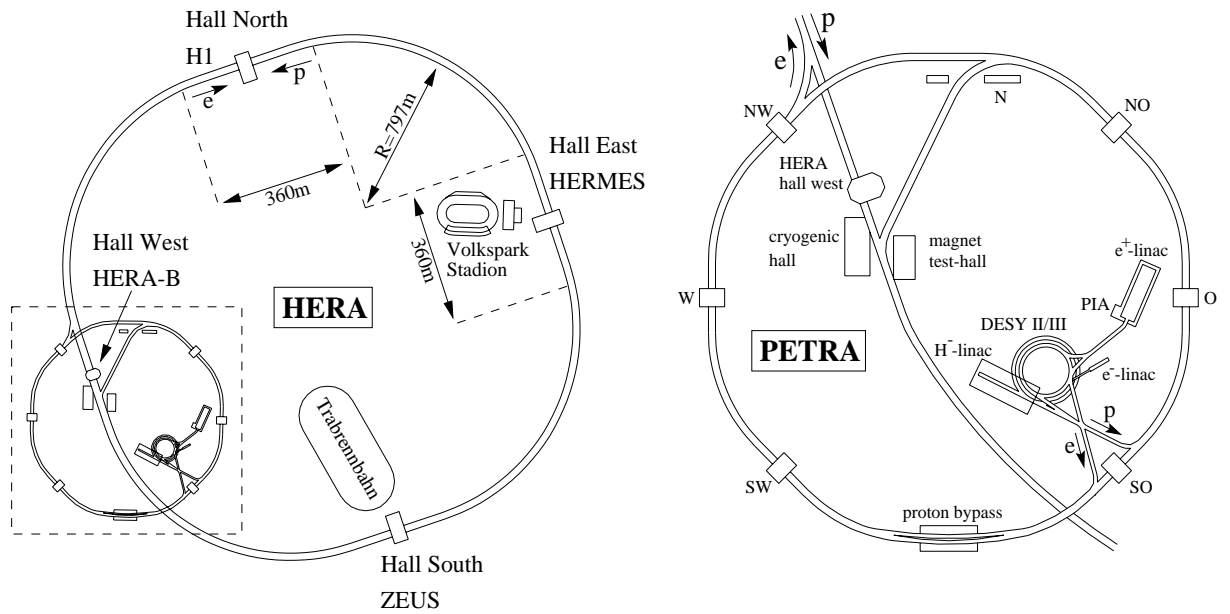 Hall North
H1
e
p
R=797m
360m
Hall East
HERMES
360m
Volkspark
Stadion
Hall West
HERA-B
HERA
Trabrennbahn
Hall South
ZEUS
e
p
NW
N
NO
HERA
hall west
cryogenic
hall
magnet
test-hall
e⁺-linac
W
PIA
O
DESY II/III
H⁻-linac
PETRA
e⁻-linac
p
e
SW
SO
proton bypass